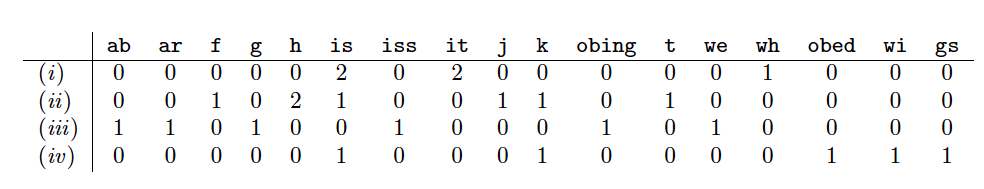 ab ar f g h is iss it j k obing t we wh obed wi gs
(i) 0 0 0 0 0 2 0 2 0 0 0 0 0 1 0 0 0
(ii) 0 0 1 0 2 1 0 0 1 1 0 1 0 0 0 0 0
(iii) 1 1 0 1 0 0 1 0 0 0 1 0 1 0 0 0 0
(iv) 0 0 0 0 0 1 0 0 0 1 0 0 0 0 1 1 1